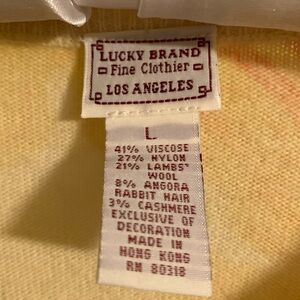 LUCKY BRAND
Fine Clothier
LOS ANGELES
L
41% VISCOSE
27% NYLON
21% LAMBS'
WOOL
8% ANGORA
RABBIT HAIR
3% CASHMERE
EXCLUSIVE OF
DECORATION
MADE IN
HONG KONG
RN 80318